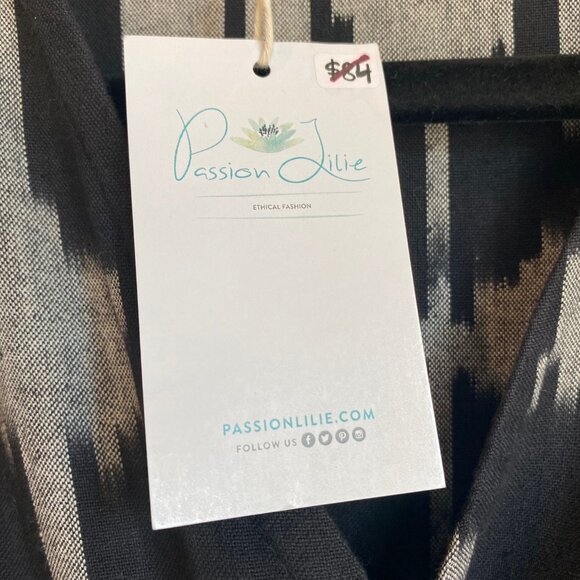 $84
Passion Lilie
ETHICAL FASHION
PASSIONLILIE.COM
FOLLOW US